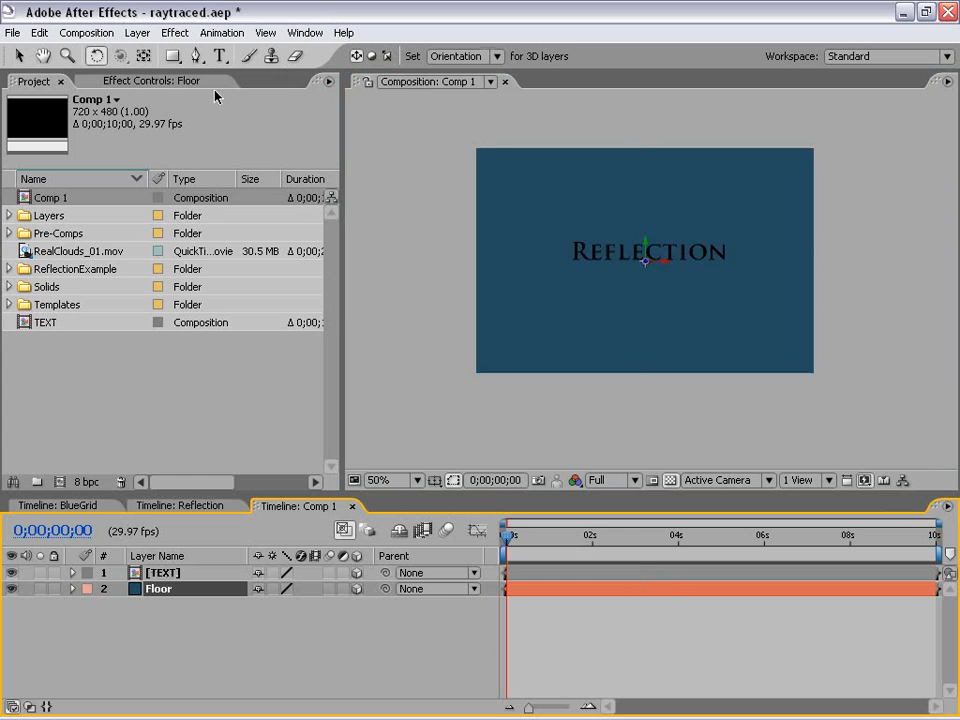 Adobe After Effects - raytraced.aep *
File Edit Composition Layer Effect Animation View Window Help
T Set Orientation for 3D layers Workspace: Standard
Project Effect Controls: Floor Composition: Comp 1
Comp 1
720 x 480 (1.00)
Δ 0;00;10;00, 29.97 fps
Name Type Size Duration
Comp 1 Composition Δ 0;00;
Layers Folder
Pre-Comps Folder
RealClouds_01.mov QuickTi...ovie 30.5 MB Δ 0;00;2
ReflectionExample Folder
Solids Folder
Templates Folder
TEXT Composition Δ 0;00;
Reflection
8 bpc 50% 0;00;00;00 Full Active Camera 1 View
Timeline: BlueGrid Timeline: Reflection Timeline: Comp 1
0;00;00;00 (29.97 fps) 02s 04s 06s 08s 10s
# Layer Name Parent
1 [TEXT] None
2 Floor None